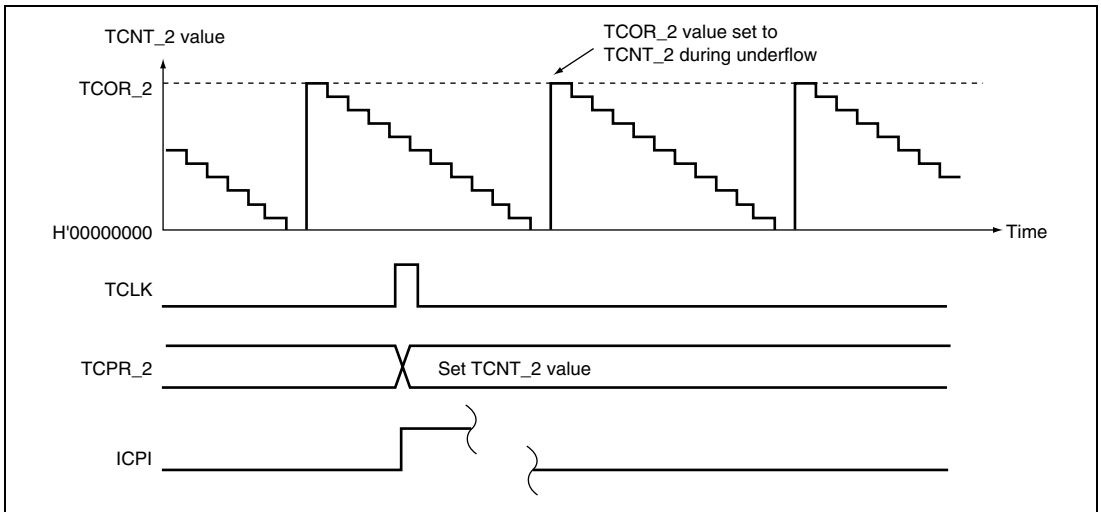 TCNT_2 value
TCOR_2 value set to
TCNT_2 during underflow
TCOR_2
H'00000000
Time
TCLK
TCPR_2
Set TCNT_2 value
ICPI